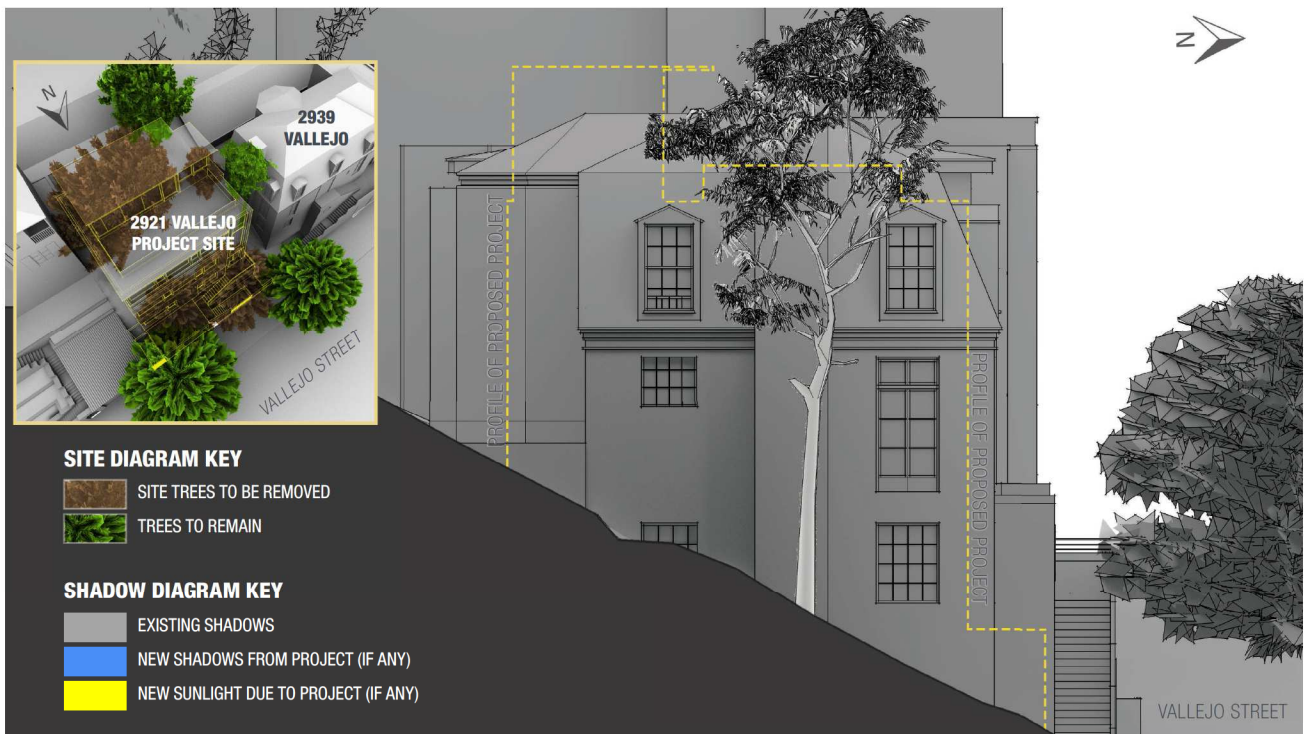 N
N
2939
VALLEJO
2921 VALLEJO
PROJECT SITE
VALLEJO STREET
PROFILE OF PROPOSED PROJECT
PROFILE OF PROPOSED PROJECT
SITE DIAGRAM KEY
SITE TREES TO BE REMOVED
TREES TO REMAIN
SHADOW DIAGRAM KEY
EXISTING SHADOWS
NEW SHADOWS FROM PROJECT (IF ANY)
NEW SUNLIGHT DUE TO PROJECT (IF ANY)
VALLEJO STREET